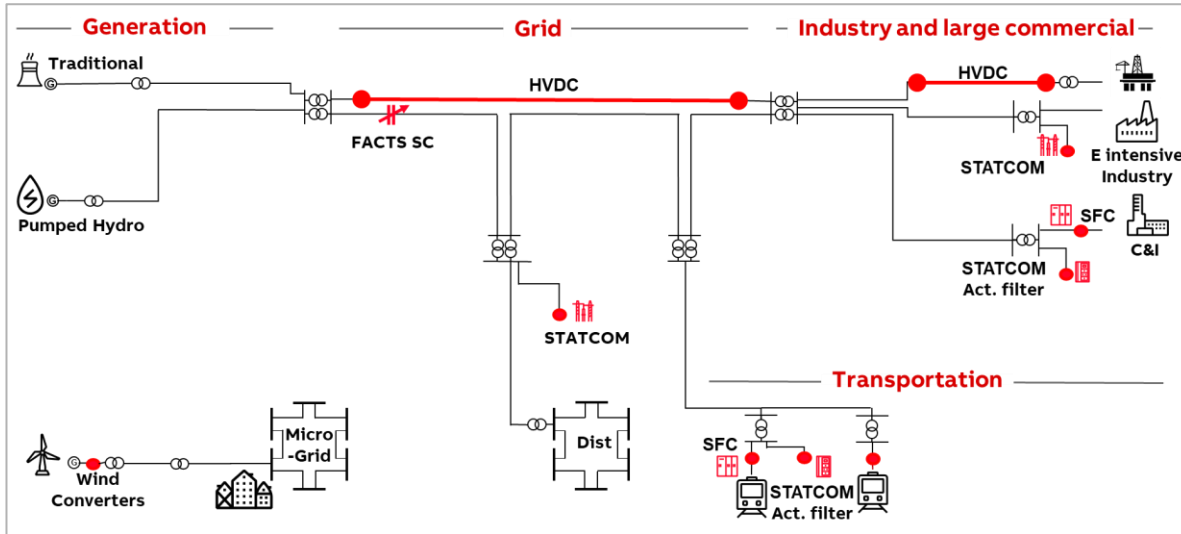 Generation
Grid
Industry and large commercial
Traditional
G
HVDC
HVDC
FACTS SC
STATCOM
E intensive
Industry
G
Pumped Hydro
SFC
C&I
STATCOM
Act. filter
STATCOM
Transportation
Micro
-Grid
Dist
SFC
G
Wind
Converters
STATCOM
Act. filter